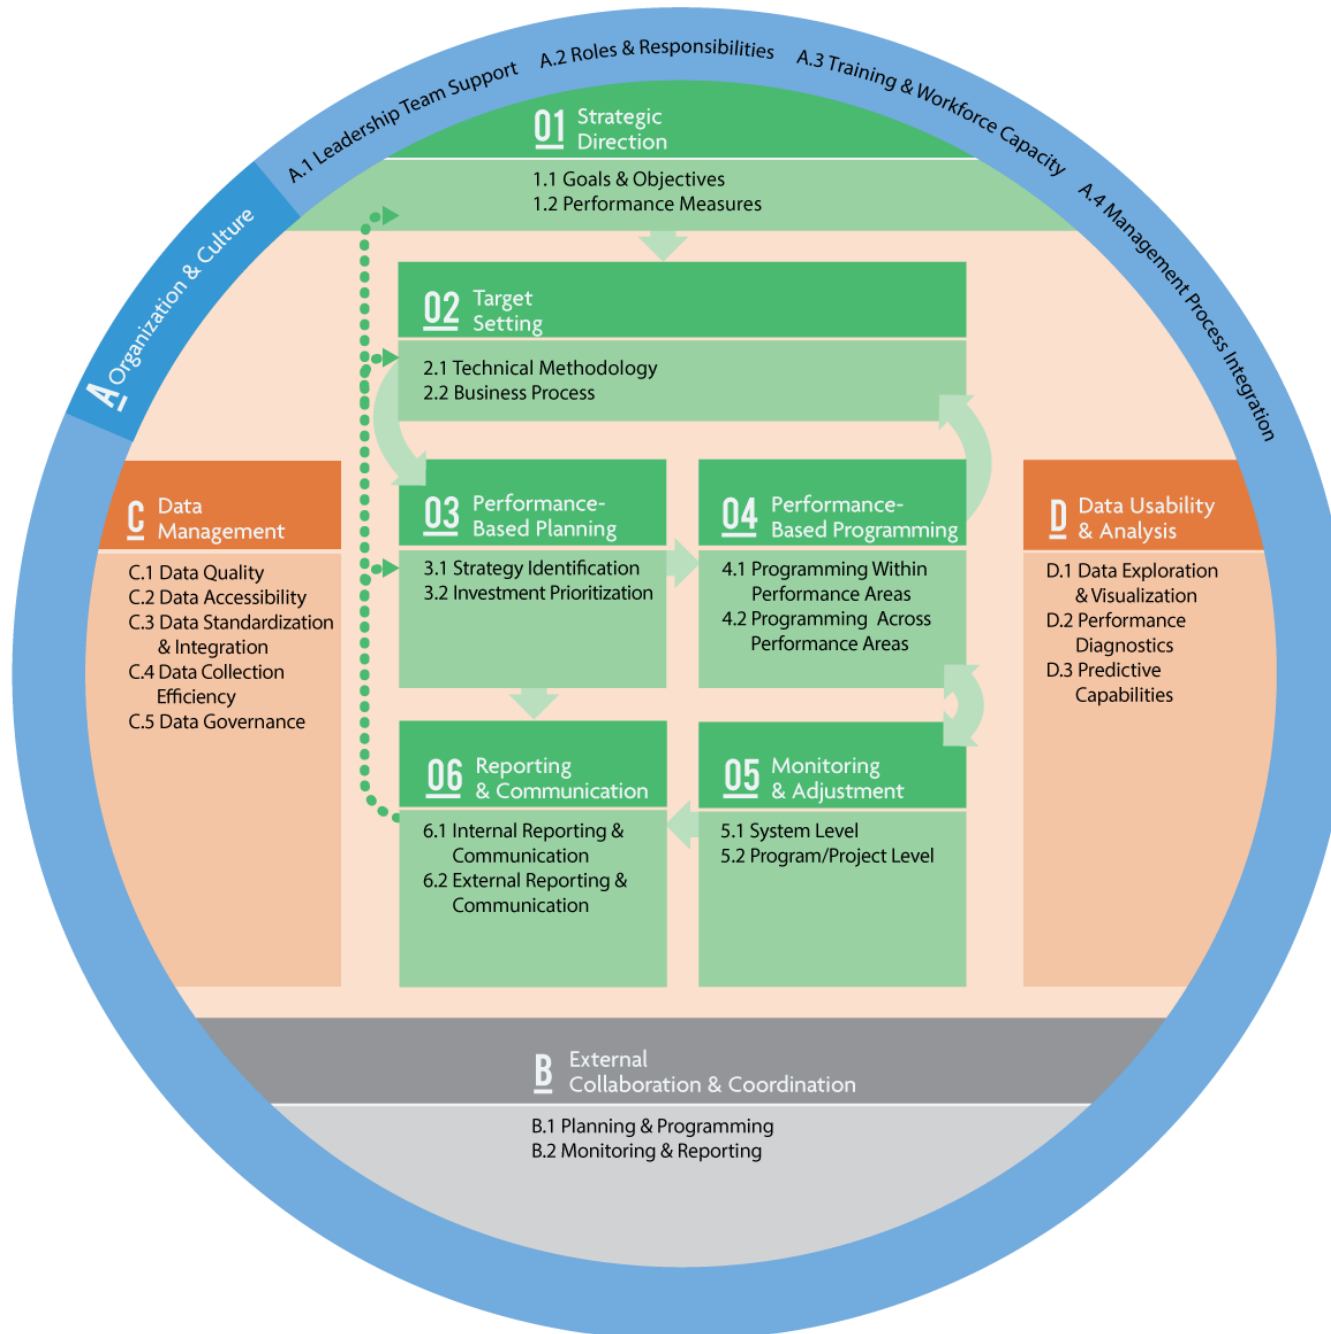 A.1 Leadership Team Support
A.2 Roles & Responsibilities
A.3 Training & Workforce Capacity
A.4 Management Process Integration
A Organization & Culture
01 Strategic
Direction
1.1 Goals & Objectives
1.2 Performance Measures
02 Target
Setting
2.1 Technical Methodology
2.2 Business Process
03 Performance-
Based Planning
3.1 Strategy Identification
3.2 Investment Prioritization
04 Performance-
Based Programming
4.1 Programming Within
Performance Areas
4.2 Programming Across
Performance Areas
C Data
Management
C.1 Data Quality
C.2 Data Accessibility
C.3 Data Standardization
& Integration
C.4 Data Collection
Efficiency
C.5 Data Governance
D Data Usability
& Analysis
D.1 Data Exploration
& Visualization
D.2 Performance
Diagnostics
D.3 Predictive
Capabilities
06 Reporting
& Communication
6.1 Internal Reporting &
Communication
6.2 External Reporting &
Communication
05 Monitoring
& Adjustment
5.1 System Level
5.2 Program/Project Level
B External
Collaboration & Coordination
B.1 Planning & Programming
B.2 Monitoring & Reporting